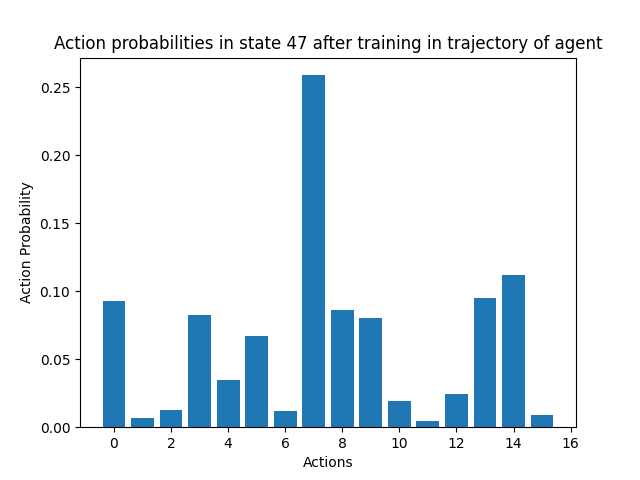 Action probabilities in state 47 after training in trajectory of agent
Action Probability
0.25
0.20
0.15
0.10
0.05
0.00
0 2 4 6 8 10 12 14 16
Actions